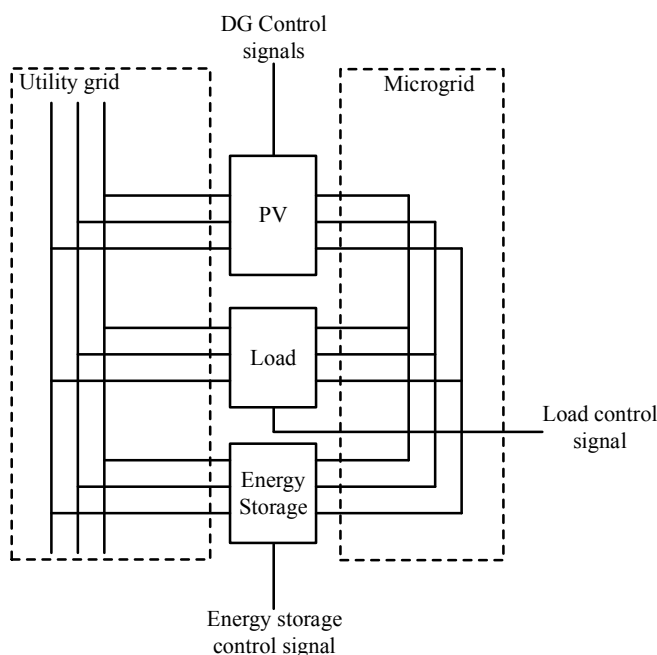 DG Control
signals
Utility grid
Microgrid
PV
Load
Load control
signal
Energy
Storage
Energy storage
control signal